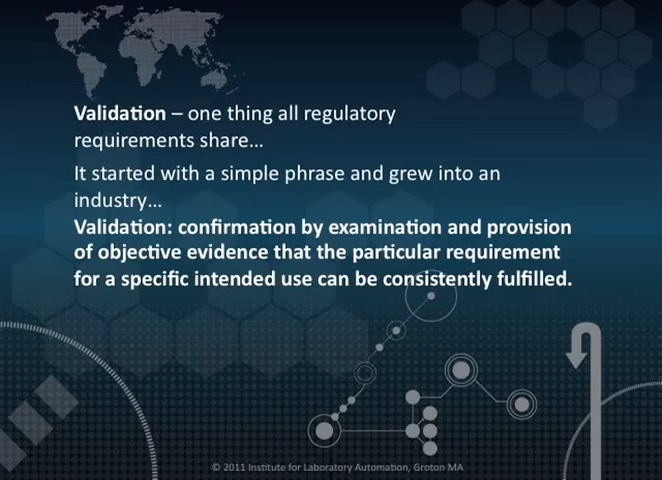 Validation – one thing all regulatory
requirements share…
It started with a simple phrase and grew into an
industry…
Validation: confirmation by examination and provision
of objective evidence that the particular requirement
for a specific intended use can be consistently fulfilled.
© 2011 Institute for Laboratory Automation, Groton MA